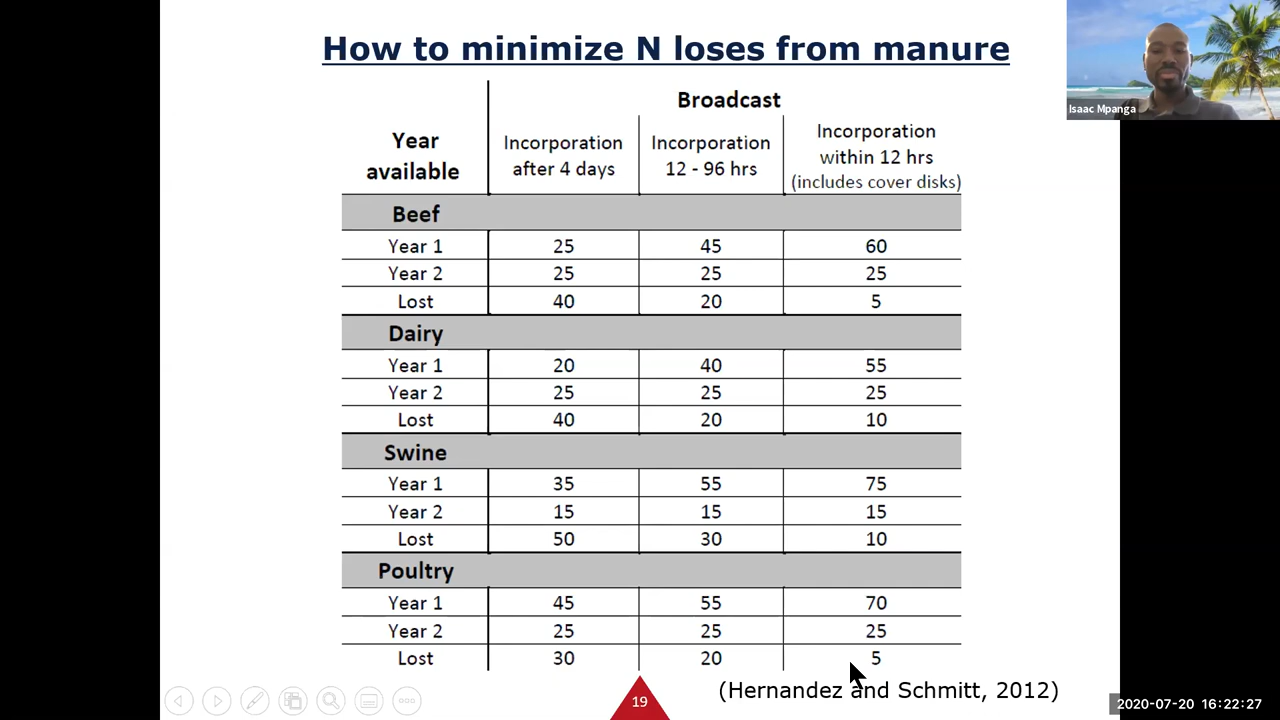 How to minimize N loses from manure
Isaac Mpanga
Broadcast
Year available
Incorporation after 4 days
Incorporation 12 - 96 hrs
Incorporation within 12 hrs (includes cover disks)
Beef
Year 1 25 45 60
Year 2 25 25 25
Lost 40 20 5
Dairy
Year 1 20 40 55
Year 2 25 25 25
Lost 40 20 10
Swine
Year 1 35 55 75
Year 2 15 15 15
Lost 50 30 10
Poultry
Year 1 45 55 70
Year 2 25 25 25
Lost 30 20 5
(Hernandez and Schmitt, 2012)
19
2020-07-20 16:22:27